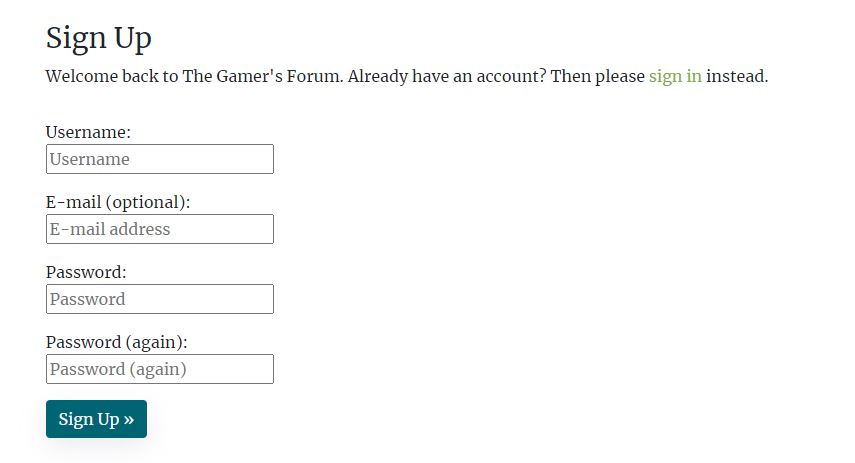 Sign Up
Welcome back to The Gamer's Forum. Already have an account? Then please sign in instead.
Username:
Username
E-mail (optional):
E-mail address
Password:
Password
Password (again):
Password (again)
Sign Up »